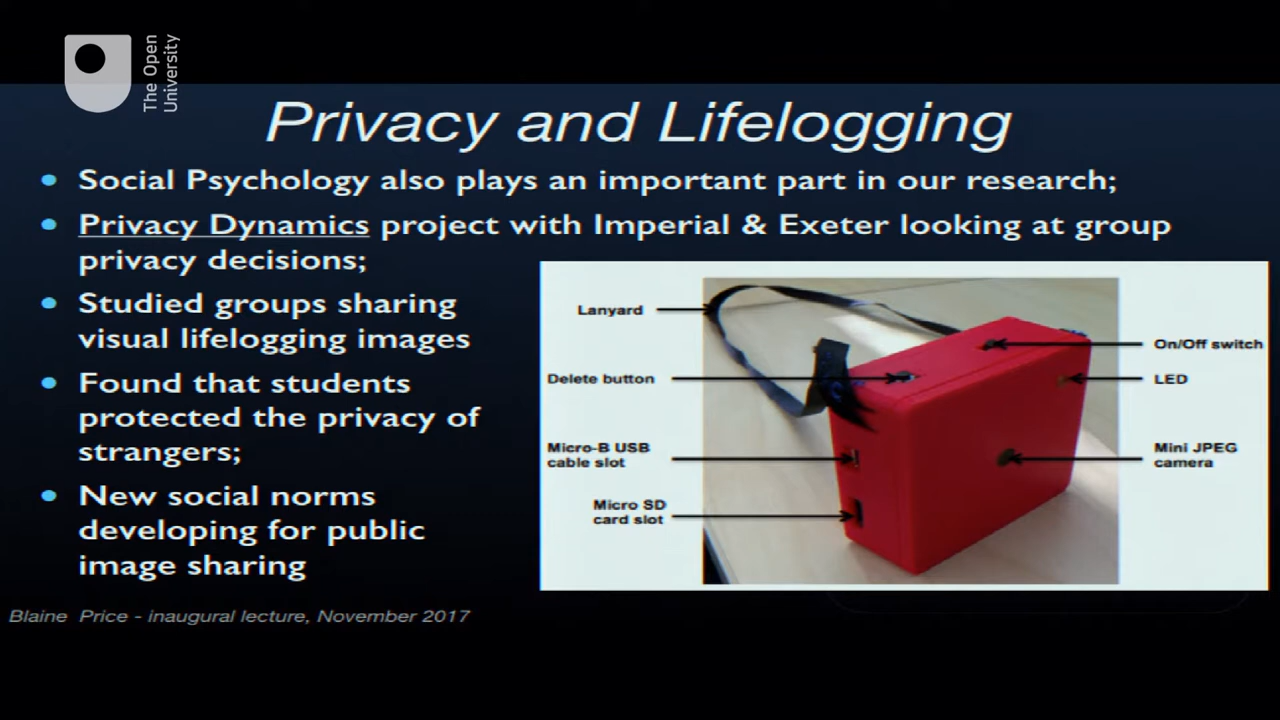 The Open
University
Privacy and Lifelogging
Social Psychology also plays an important part in our research;
Privacy Dynamics project with Imperial & Exeter looking at group
privacy decisions;
Studied groups sharing
visual lifelogging images
Found that students
protected the privacy of
strangers;
New social norms
developing for public
image sharing
Lanyard
Delete button
Micro-B USB
cable slot
Micro SD
card slot
On/Off switch
LED
Mini JPEG
camera
Blaine Price - inaugural lecture, November 2017